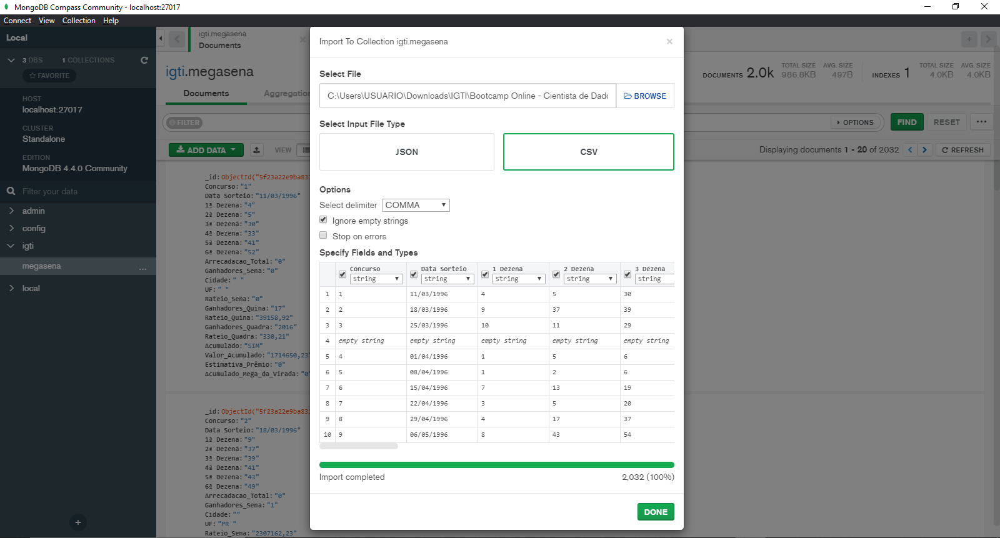 MongoDB Compass Community - localhost:27017
Connect View Collection Help
Local
3 DBS 1 COLLECTIONS
FAVORITE
HOST
localhost:27017
CLUSTER
Standalone
EDITION
MongoDB 4.4.0 Community
Filter your data
admin
config
igti
megasena ...
local
igti.megasena
Documents
igti.megasena
DOCUMENTS 2.0k TOTAL SIZE 986.8KB AVG. SIZE 497B INDEXES 1 TOTAL SIZE 4.0KB AVG. SIZE 4.0KB
Documents Aggregation
FILTER OPTIONS FIND RESET ...
ADD DATA VIEW Displaying documents 1 - 20 of 2032 REFRESH
_id: ObjectId("5f23a22e9ba83
Concurso: "1"
Data Sorteio: "11/03/1996"
1ª Dezena: "4"
2ª Dezena: "5"
3ª Dezena: "30"
4ª Dezena: "33"
5ª Dezena: "41"
6ª Dezena: "52"
Arrecadacao_Total: "0"
Ganhadores_Sena: "0"
Cidade: " "
UF: " "
Rateio_Sena: "0"
Ganhadores_Quina: "17"
Rateio_Quina: "39158,92"
Ganhadores_Quadra: "2016"
Rateio_Quadra: "330,21"
Acumulado: "SIM"
Valor_Acumulado: "1714650,23"
Estimativa_Prêmio: "0"
Acumulado_Mega_da_Virada: "0
_id: ObjectId("5f23a22e9ba83
Concurso: "2"
Data Sorteio: "18/03/1996"
1ª Dezena: "9"
2ª Dezena: "37"
3ª Dezena: "39"
4ª Dezena: "41"
5ª Dezena: "43"
6ª Dezena: "49"
Arrecadacao_Total: "0"
Ganhadores_Sena: "1"
Cidade: ""
UF: "PR "
Rateio_Sena: "2307162,23"
Import To Collection igti.megasena
Select File
C:\Users\USUARIO\Downloads\IGTI\Bootcamp Online - Cientista de Dado BROWSE
Select Input File Type
JSON CSV
Options
Select delimiter COMMA
Ignore empty strings
Stop on errors
Specify Fields and Types
Concurso Data Sorteio 1 Dezena 2 Dezena 3 Dezena
String String String String String
1 1 11/03/1996 4 5 30
2 2 18/03/1996 9 37 39
3 3 25/03/1996 10 11 29
4 empty string empty string empty string empty string empty string
5 4 01/04/1996 1 5 6
6 5 08/04/1996 1 2 6
7 6 15/04/1996 7 13 19
8 7 22/04/1996 3 5 20
9 8 29/04/1996 4 17 37
10 9 06/05/1996 8 43 54
Import completed 2,032 (100%)
DONE